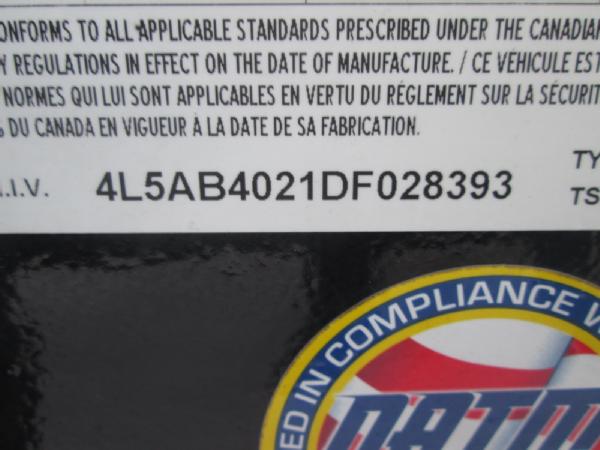 CONFORMS TO ALL APPLICABLE STANDARDS PRESCRIBED UNDER THE CANADIAN
REGULATIONS IN EFFECT ON THE DATE OF MANUFACTURE. / CE VÉHICULE EST
NORMES QUI LUI SONT APPLICABLES EN VERTU DU RÈGLEMENT SUR LA SÉCURIT
DU CANADA EN VIGUEUR À LA DATE DE SA FABRICATION.
.I.V. 4L5AB4021DF028393
TY
TS
ED IN COMPLIANCE W
NATM